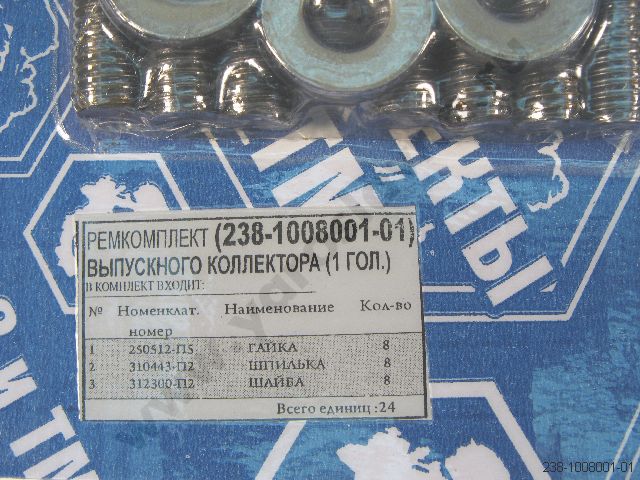 РЕМКОМПЛЕКТ (238-1008001-01)
ВЫПУСКНОГО КОЛЛЕКТОРА (1 ГОЛ.)
В КОМПЛЕКТ ВХОДИТ:
№ Номенклат. номер Наименование Кол-во
1 250512-П5 ГАЙКА 8
2 310443-П2 ШПИЛЬКА 8
3 312300-П2 ШАЙБА 8
Всего единиц :24
И ТМ
238-1008001-01